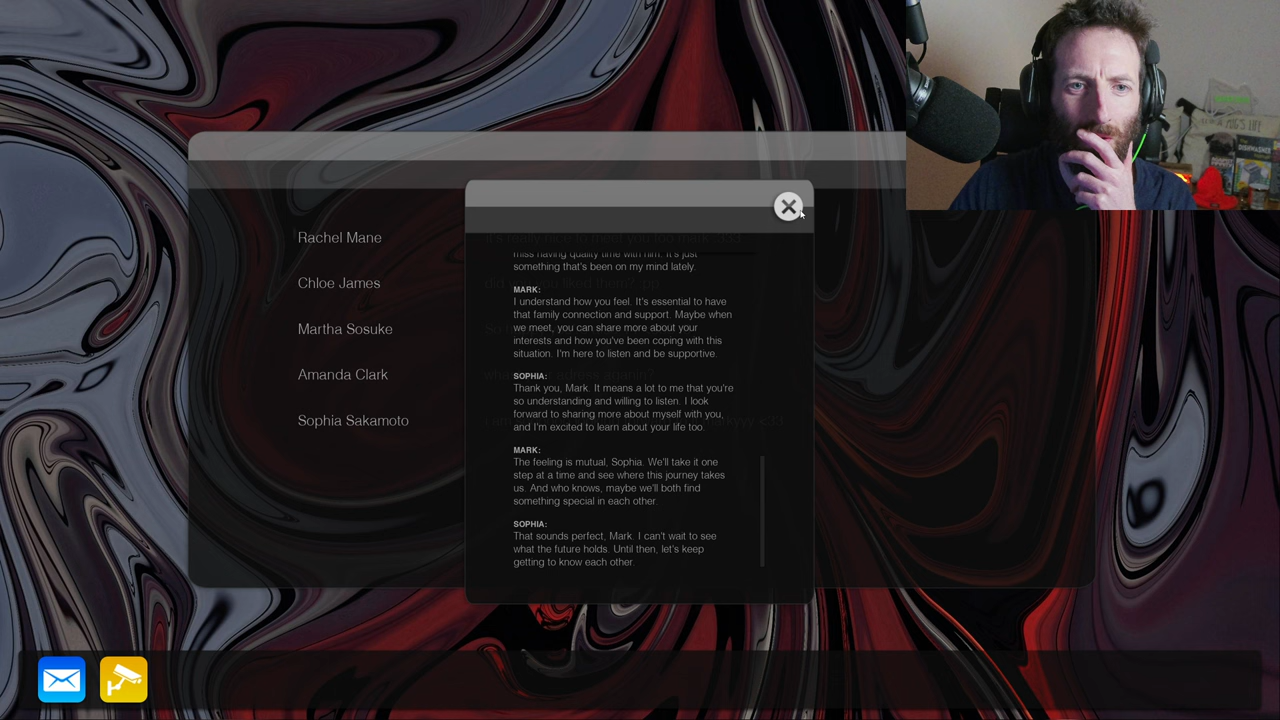 Rachel Mane
Chloe James
Martha Sosuke
Amanda Clark
Sophia Sakamoto
miss having quality time with him. It's just
something that's been on my mind lately.
MARK:
I understand how you feel. It's essential to have
that family connection and support. Maybe when
we meet, you can share more about your
interests and how you've been coping with this
situation. I'm here to listen and be supportive.
SOPHIA:
Thank you, Mark. It means a lot to me that you're
so understanding and willing to listen. I look
forward to sharing more about myself with you,
and I'm excited to learn about your life too.
MARK:
The feeling is mutual, Sophia. We'll take it one
step at a time and see where this journey takes
us. And who knows, maybe we'll both find
something special in each other.
SOPHIA:
That sounds perfect, Mark. I can't wait to see
what the future holds. Until then, let's keep
getting to know each other.